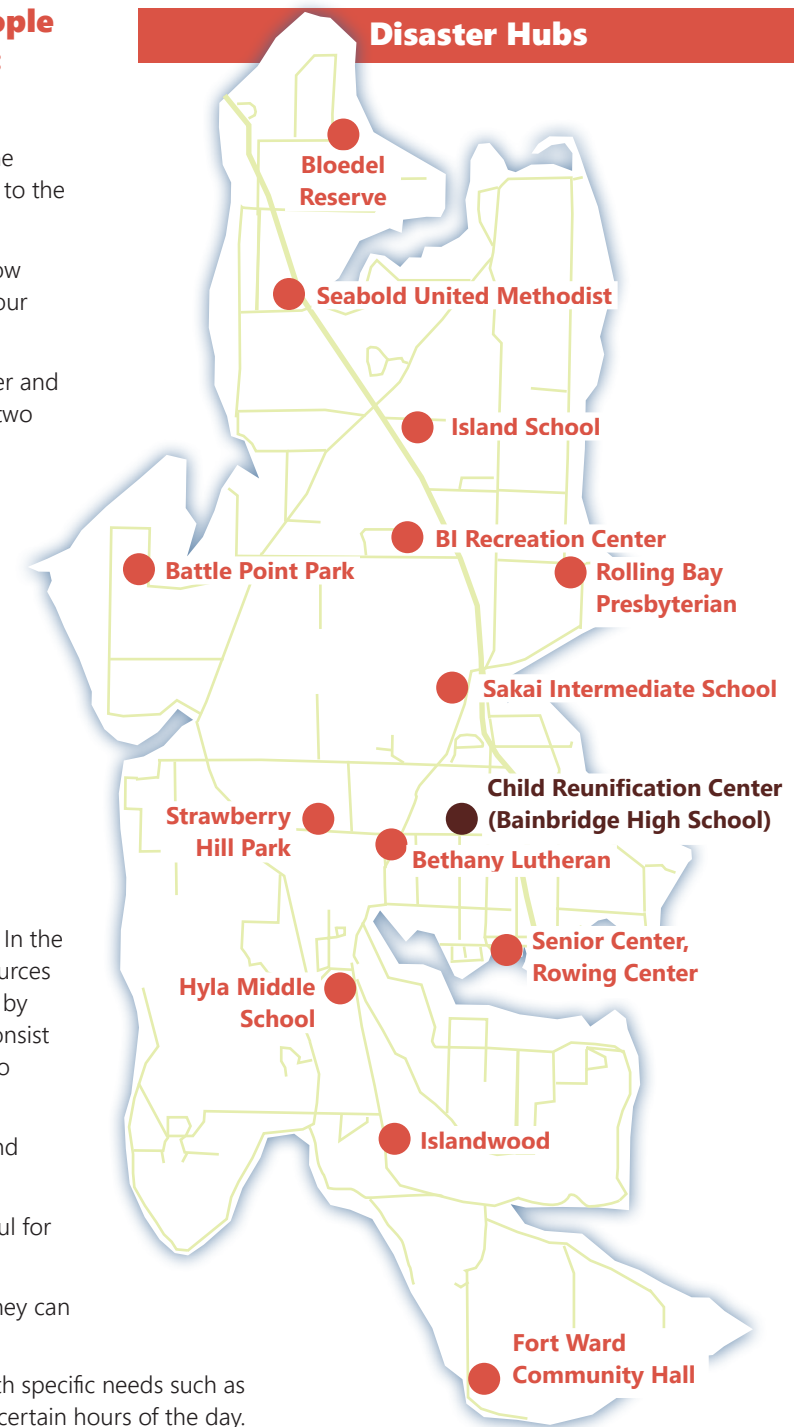 ople
Disaster Hubs
ne
to the
ow
our
er and
two
Bloedel
Reserve
Seabold United Methodist
Island School
BI Recreation Center
Battle Point Park
Rolling Bay
Presbyterian
Sakai Intermediate School
Child Reunification Center
(Bainbridge High School)
Strawberry
Hill Park
Bethany Lutheran
Senior Center,
Rowing Center
Hyla Middle
School
Islandwood
Fort Ward
Community Hall
In the
urces
by
onsist
o
nd
ul for
hey can
th specific needs such as
certain hours of the day.